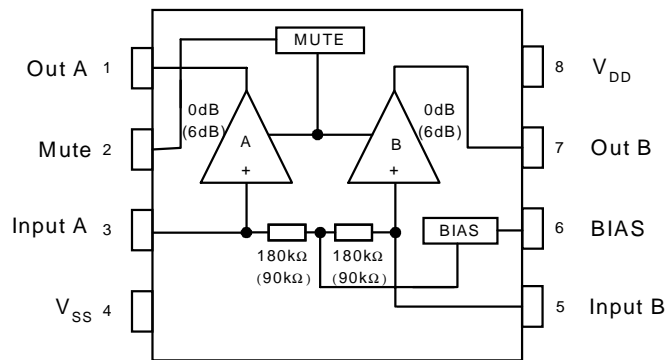 MUTE
Out A 1
8 V_DD
0dB
(6dB)
0dB
(6dB)
A
B
Mute 2
7 Out B
+
+
Input A 3
BIAS
6 BIAS
180kΩ
(90kΩ)
180kΩ
(90kΩ)
V_SS 4
5 Input B